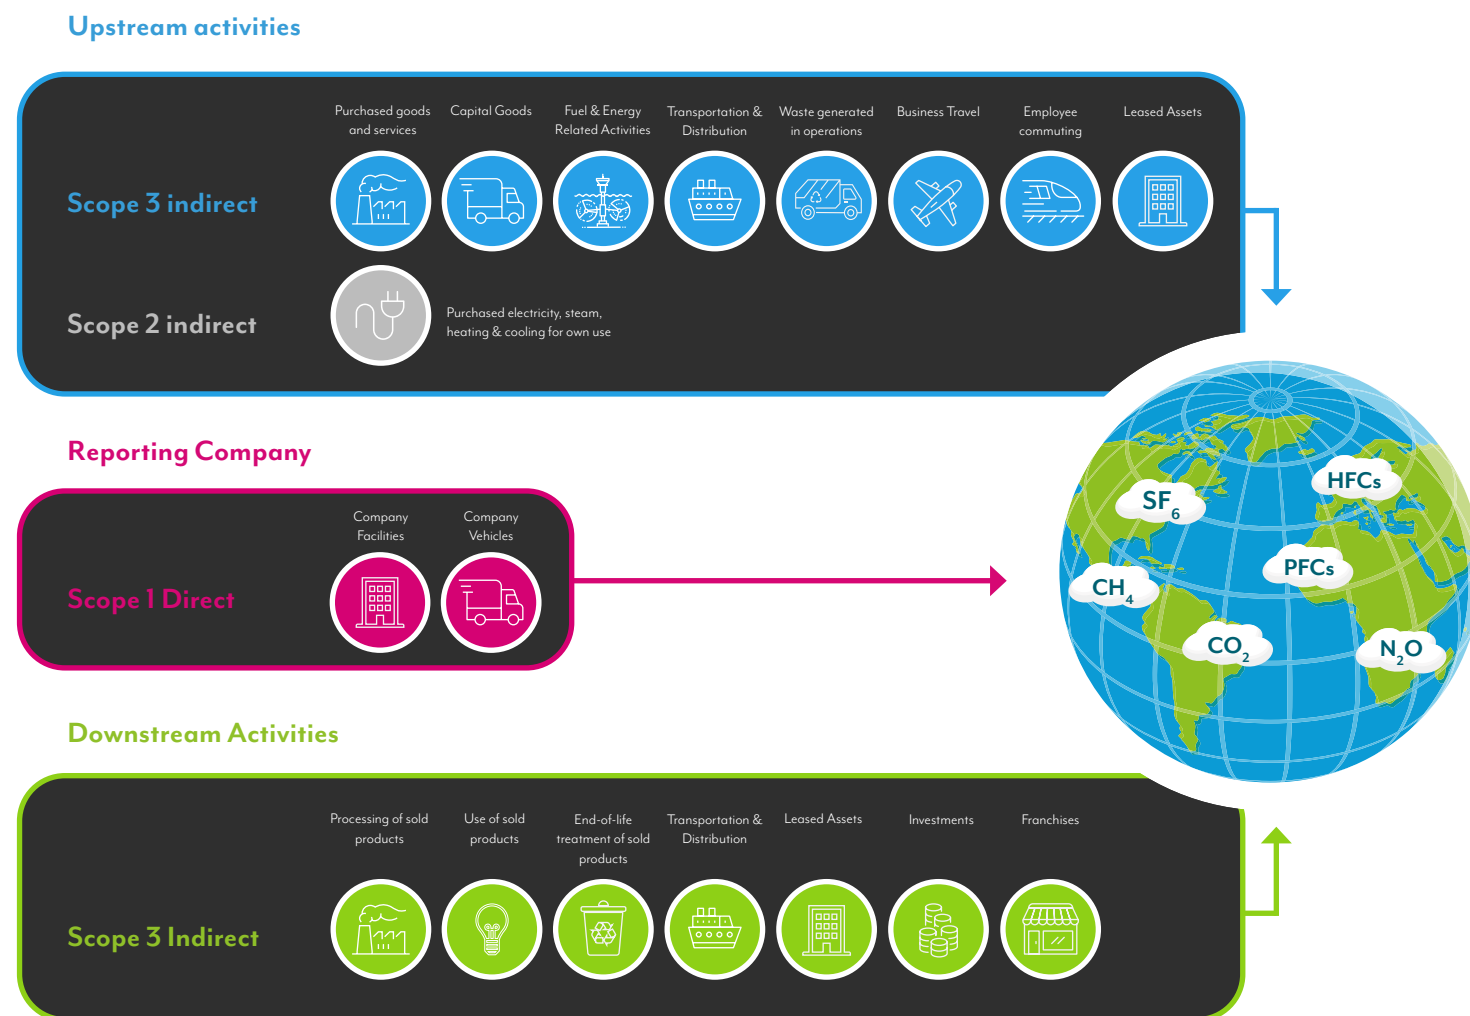 Upstream activities
Purchased goods
and services
Capital Goods
Fuel & Energy
Related Activities
Transportation &
Distribution
Waste generated
in operations
Business Travel
Employee
commuting
Leased Assets
Scope 3 indirect
Scope 2 indirect
Purchased electricity, steam,
heating & cooling for own use
Reporting Company
Company
Facilities
Company
Vehicles
Scope 1 Direct
HFCs
SF6
PFCs
CH4
CO2
N2O
Downstream Activities
Processing of sold
products
Use of sold
products
End-of-life
treatment of sold
products
Transportation &
Distribution
Leased Assets
Investments
Franchises
Scope 3 Indirect